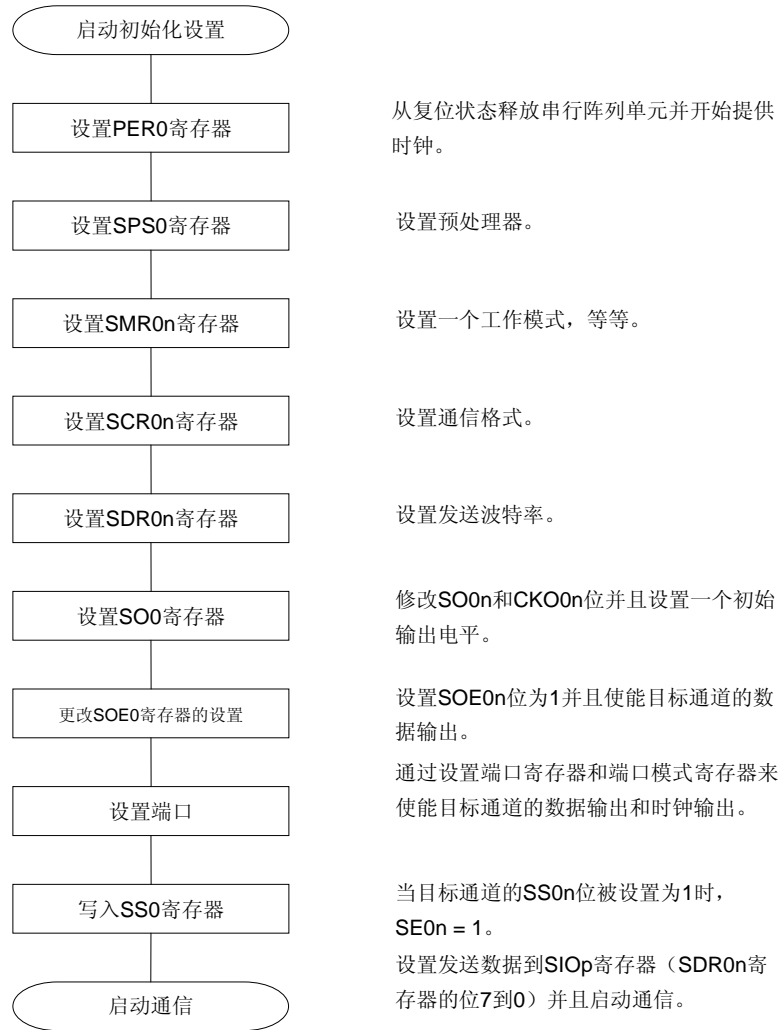 启动初始化设置
设置PER0寄存器
从复位状态释放串行阵列单元并开始提供
时钟。
设置SPS0寄存器
设置预处理器。
设置SMR0n寄存器
设置一个工作模式，等等。
设置SCR0n寄存器
设置通信格式。
设置SDR0n寄存器
设置发送波特率。
设置SO0寄存器
修改SO0n和CKO0n位并且设置一个初始
输出电平。
更改SOE0寄存器的设置
设置SOE0n位为1并且使能目标通道的数
据输出。
设置端口
通过设置端口寄存器和端口模式寄存器来
使能目标通道的数据输出和时钟输出。
写入SS0寄存器
当目标通道的SS0n位被设置为1时，
SE0n = 1。
启动通信
设置发送数据到SIOp寄存器（SDR0n寄
存器的位7到0）并且启动通信。